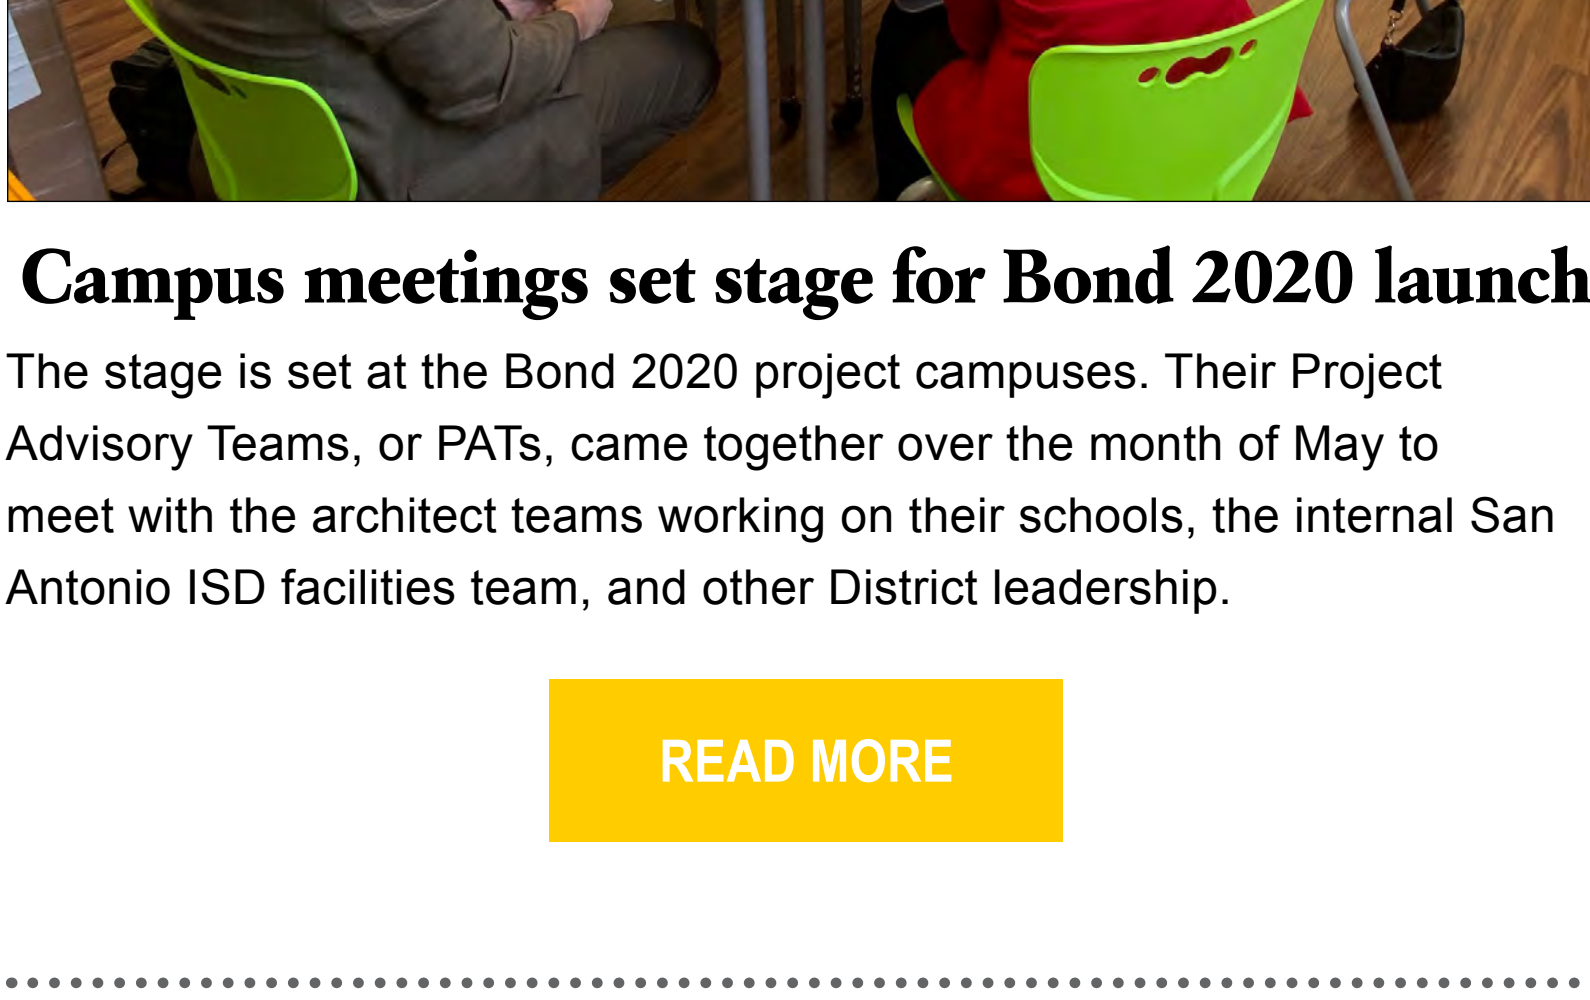 Campus meetings set stage for Bond 2020 launch
The stage is set at the Bond 2020 project campuses. Their Project
Advisory Teams, or PATs, came together over the month of May to
meet with the architect teams working on their schools, the internal San
Antonio ISD facilities team, and other District leadership.
READ MORE